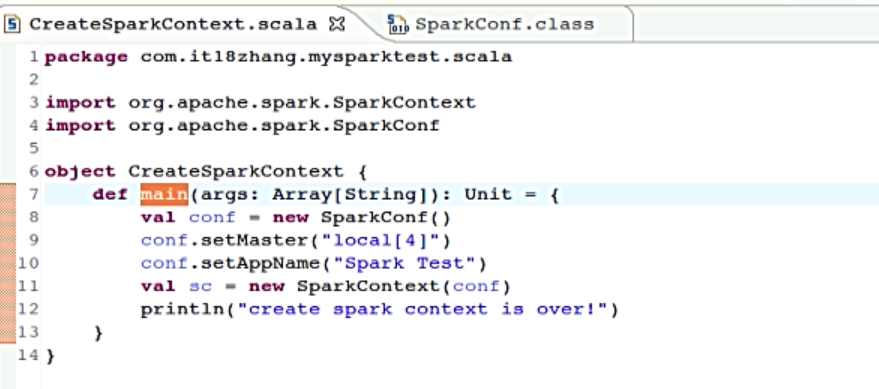 CreateSparkContext.scala SparkConf.class
1 package com.it18zhang.mysparktest.scala
2
3 import org.apache.spark.SparkContext
4 import org.apache.spark.SparkConf
5
6 object CreateSparkContext {
7     def main(args: Array[String]): Unit = {
8         val conf = new SparkConf()
9         conf.setMaster("local[4]")
10         conf.setAppName("Spark Test")
11         val sc = new SparkContext(conf)
12         println("create spark context is over!")
13     }
14 }